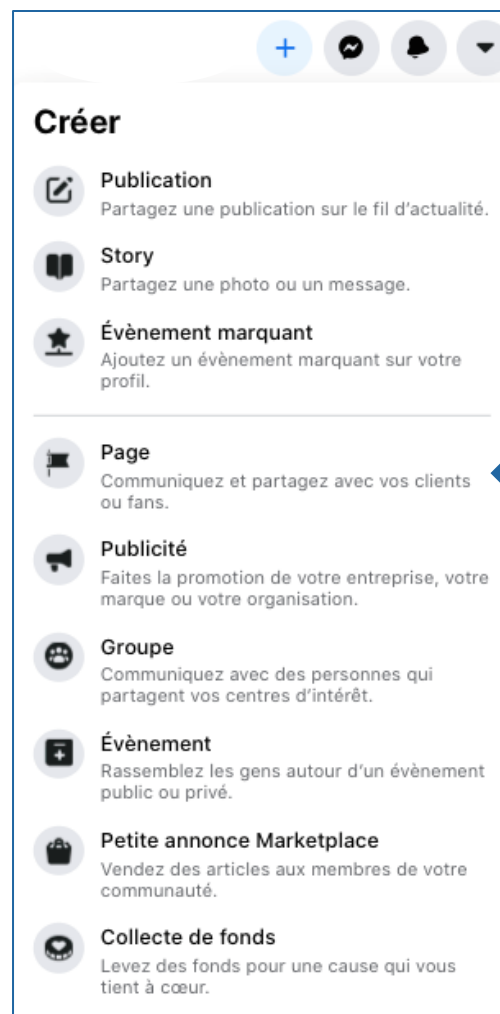 Créer
Publication
Partagez une publication sur le fil d'actualité.
Story
Partagez une photo ou un message.
Évènement marquant
Ajoutez un évènement marquant sur votre
profil.
Page
Communiquez et partagez avec vos clients
ou fans.
Publicité
Faites la promotion de votre entreprise, votre
marque ou votre organisation.
Groupe
Communiquez avec des personnes qui
partagent vos centres d'intérêt.
Évènement
Rassemblez les gens autour d'un évènement
public ou privé.
Petite annonce Marketplace
Vendez des articles aux membres de votre
communauté.
Collecte de fonds
Levez des fonds pour une cause qui vous
tient à cœur.